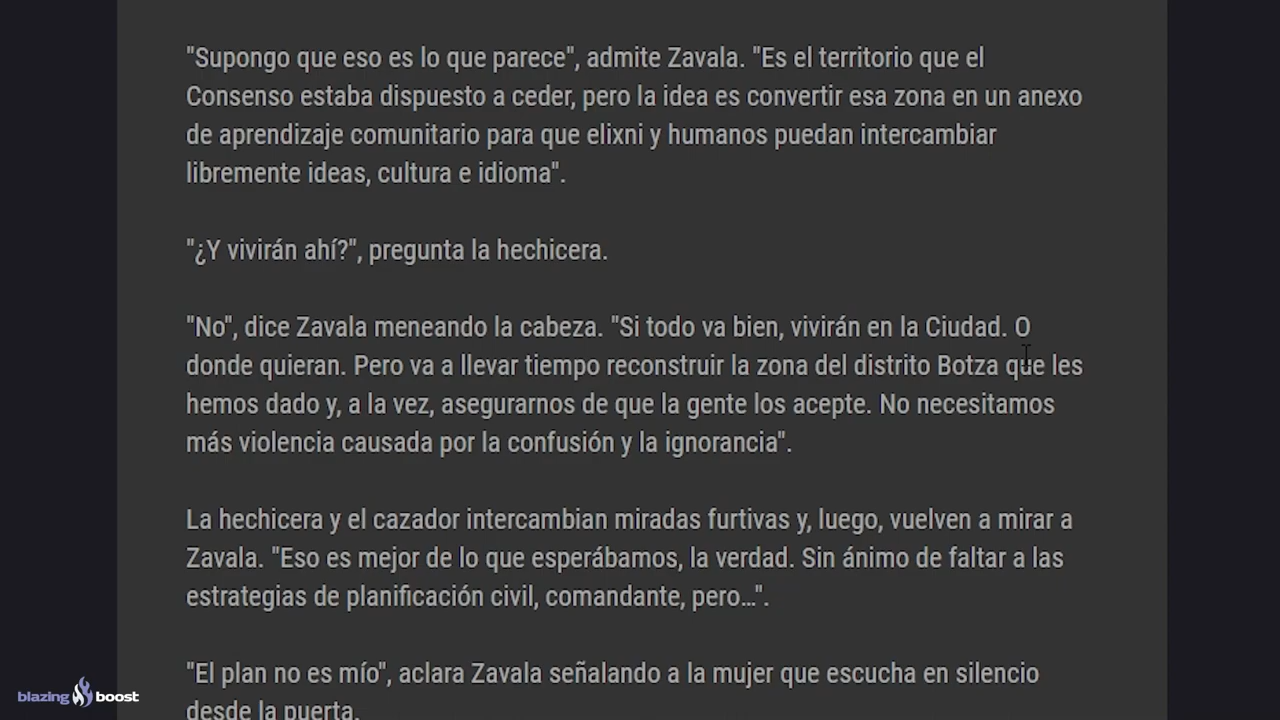 "Supongo que eso es lo que parece", admite Zavala. "Es el territorio que el
Consenso estaba dispuesto a ceder, pero la idea es convertir esa zona en un anexo
de aprendizaje comunitario para que elixni y humanos puedan intercambiar
libremente ideas, cultura e idioma".
"¿Y vivirán ahí?", pregunta la hechicera.
"No", dice Zavala meneando la cabeza. "Si todo va bien, vivirán en la Ciudad. O
donde quieran. Pero va a llevar tiempo reconstruir la zona del distrito Botza que les
hemos dado y, a la vez, asegurarnos de que la gente los acepte. No necesitamos
más violencia causada por la confusión y la ignorancia".
La hechicera y el cazador intercambian miradas furtivas y, luego, vuelven a mirar a
Zavala. "Eso es mejor de lo que esperábamos, la verdad. Sin ánimo de faltar a las
estrategias de planificación civil, comandante, pero…".
"El plan no es mío", aclara Zavala señalando a la mujer que escucha en silencio
desde la puerta.
blazing boost